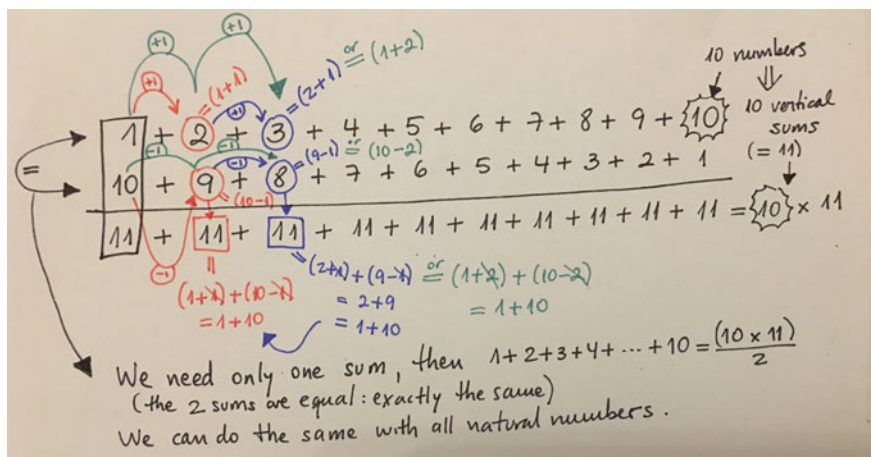 +1 +1
or = (1+2)
+1 = (1+1) +1 = (2+1)
10 numbers
⇓
10 vertical sums (= 11)
1 + 2 + 3 + 4 + 5 + 6 + 7 + 8 + 9 + 10
=
-1 -1 = (9-1) or = (10-2)
10 + 9 + 8 + 7 + 6 + 5 + 4 + 3 + 2 + 1
= (10-1)
11 + 11 + 11 + 11 + 11 + 11 + 11 + 11 + 11 + 11 = 10 × 11
-1
= (2+1) + (9-1) or = (1+2) + (10-2)
= (1+1) + (10-1) = 2+9 = 1+10
= 1+10 = 1+10
We need only one sum, then 1+2+3+4+ ... +10 = (10 × 11)/2
(the 2 sums are equal: exactly the same)
We can do the same with all natural numbers.